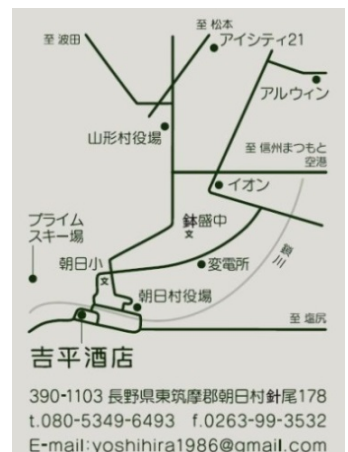 至 松本
至 波田
アイシティ21
アルウィン
山形村役場
至 信州まつもと
空港
イオン
プライム
スキー場
鉢盛中
文
鎖川
朝日小
変電所
文
朝日村役場
至 塩尻
吉平酒店
390-1103 長野県東筑摩郡朝日村針尾178
t.080-5349-6493 f.0263-99-3532
E-mail:yoshihira1986@gmail.com